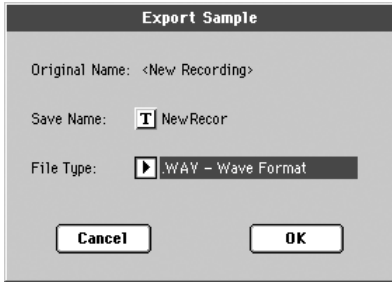 Export Sample
Original Name: <New Recording>
Save Name: T NewRecor
File Type: .WAV – Wave Format
Cancel OK